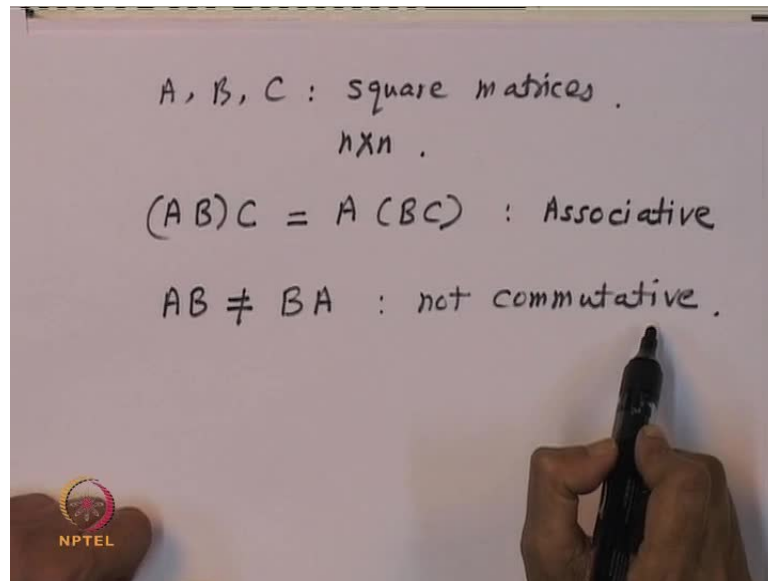 A, B, C : square matrices .
n×n .
(AB)C = A (BC) : Associative
AB ≠ BA : not commutative .
NPTEL